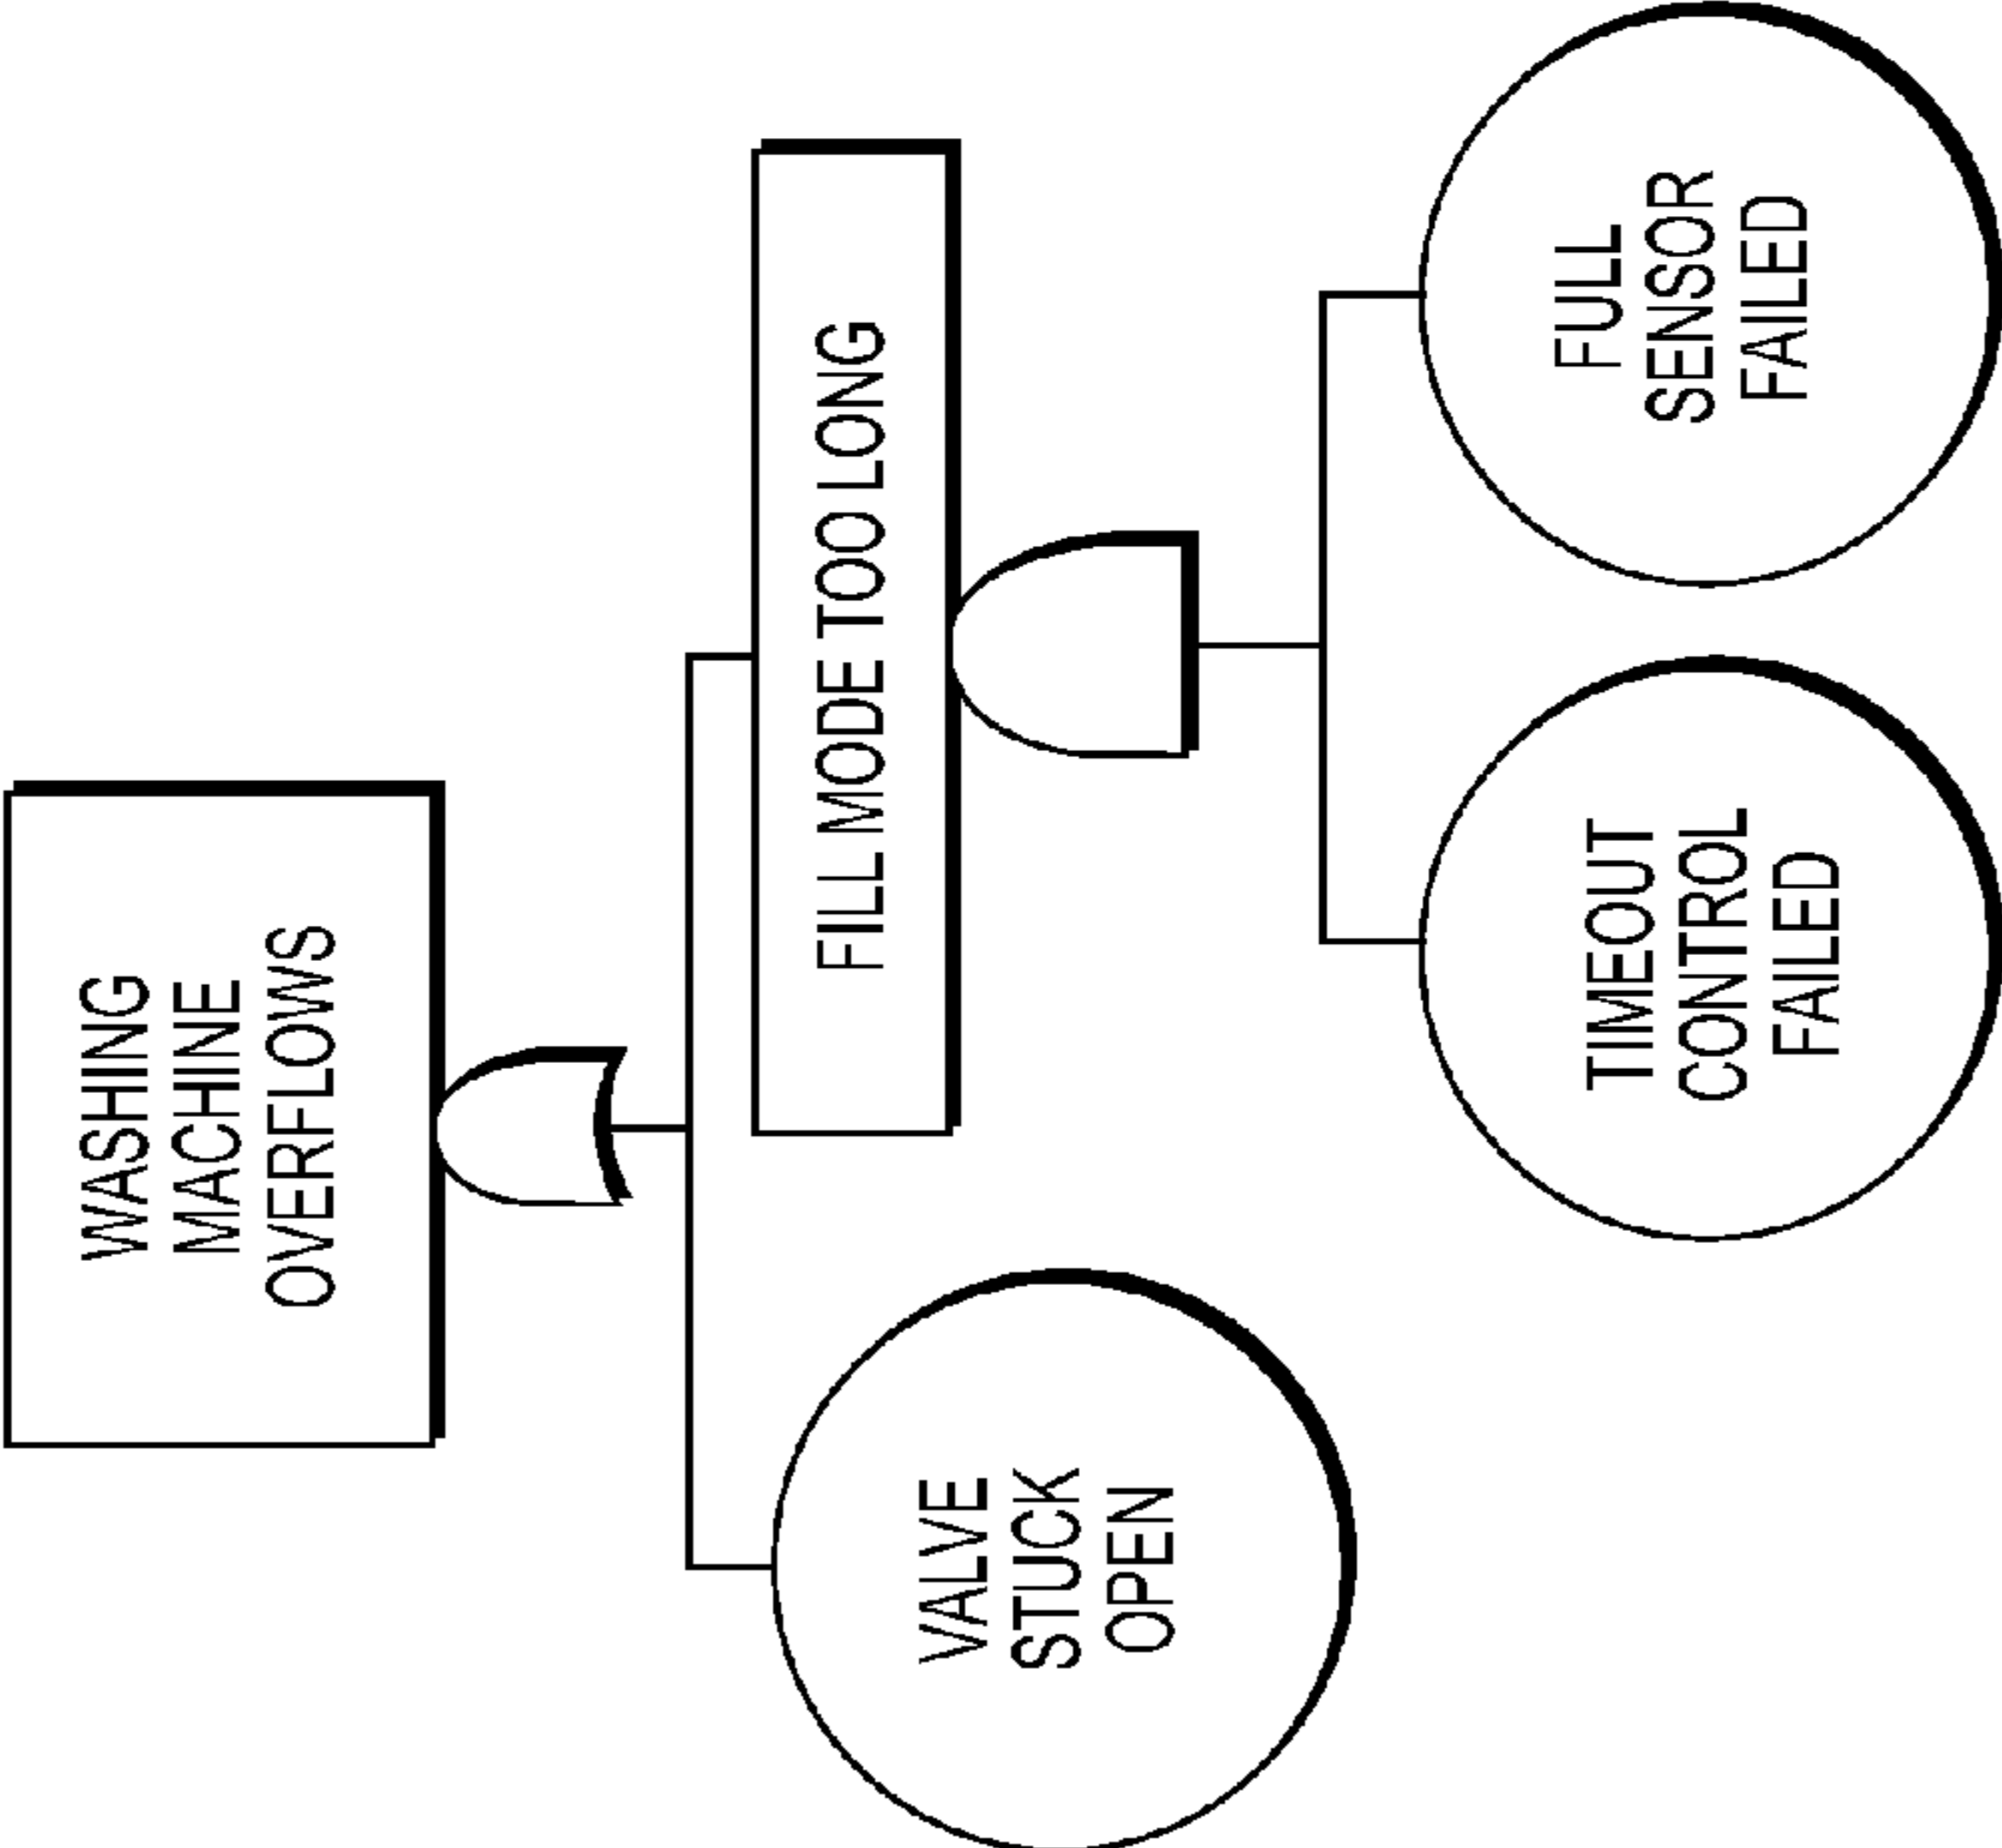 WASHING
MACHINE
OVERFLOWS
VALVE
STUCK
OPEN
FILL MODE TOO LONG
TIMEOUT
CONTROL
FAILED
FULL
SENSOR
FAILED